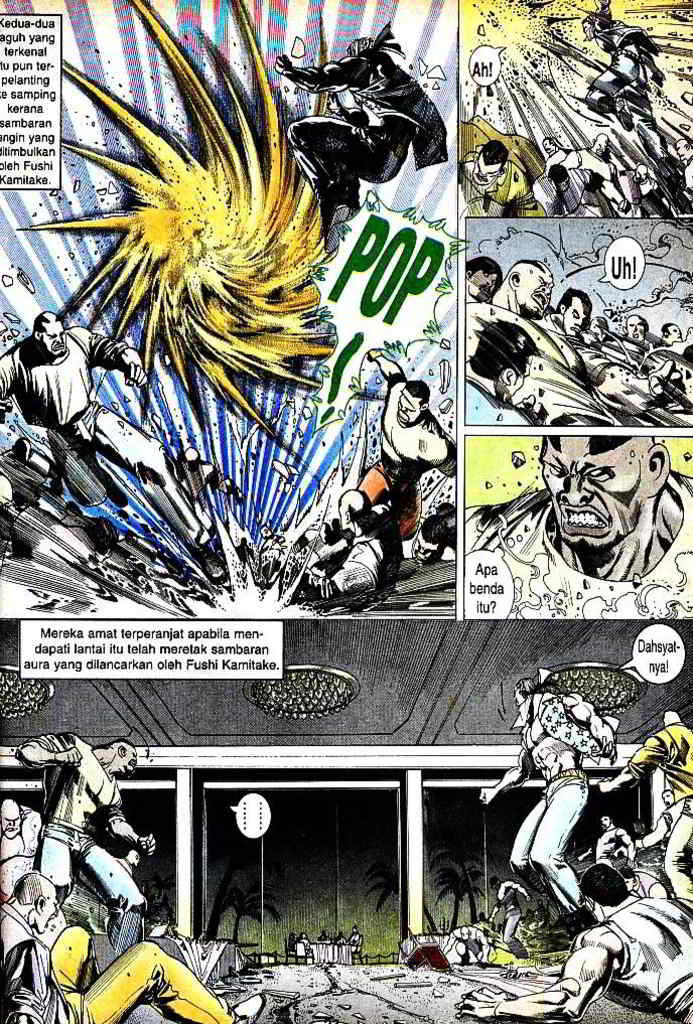 Kedua-dua
aguh yang
terkenal
tu pun ter-
pelanting
ke samping
kerana
sambaran
angin yang
ditimbulkan
Fushi
Kamitake.
POP
!
Ah!
Uh!
Apa
benda
itu?
Mereka amat terperanjat apabila men-
dapati lantai itu telah meretak sambaran
aura yang dilancarkan oleh Fushi Kamitake.
Dahsyat-
nya!
......